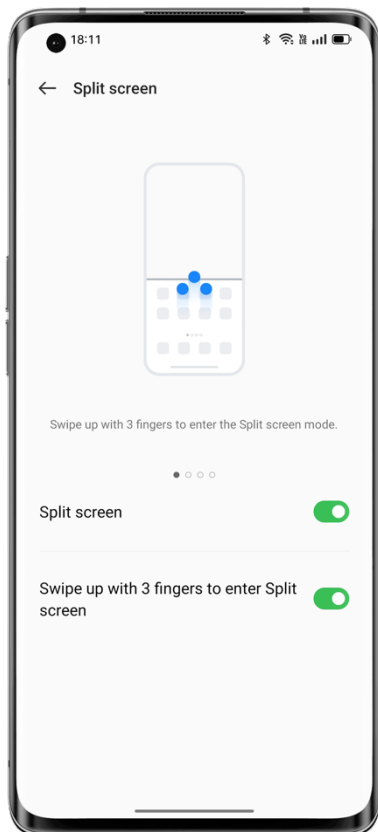 18:11
Split screen
Swipe up with 3 fingers to enter the Split screen mode.
Split screen
Swipe up with 3 fingers to enter Split
screen